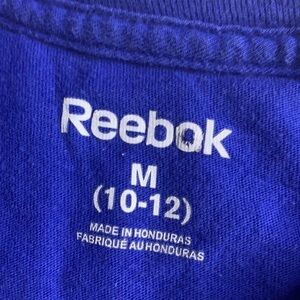 Reebok
M
(10-12)
MADE IN HONDURAS
FABRIQUÉ AU HONDURAS